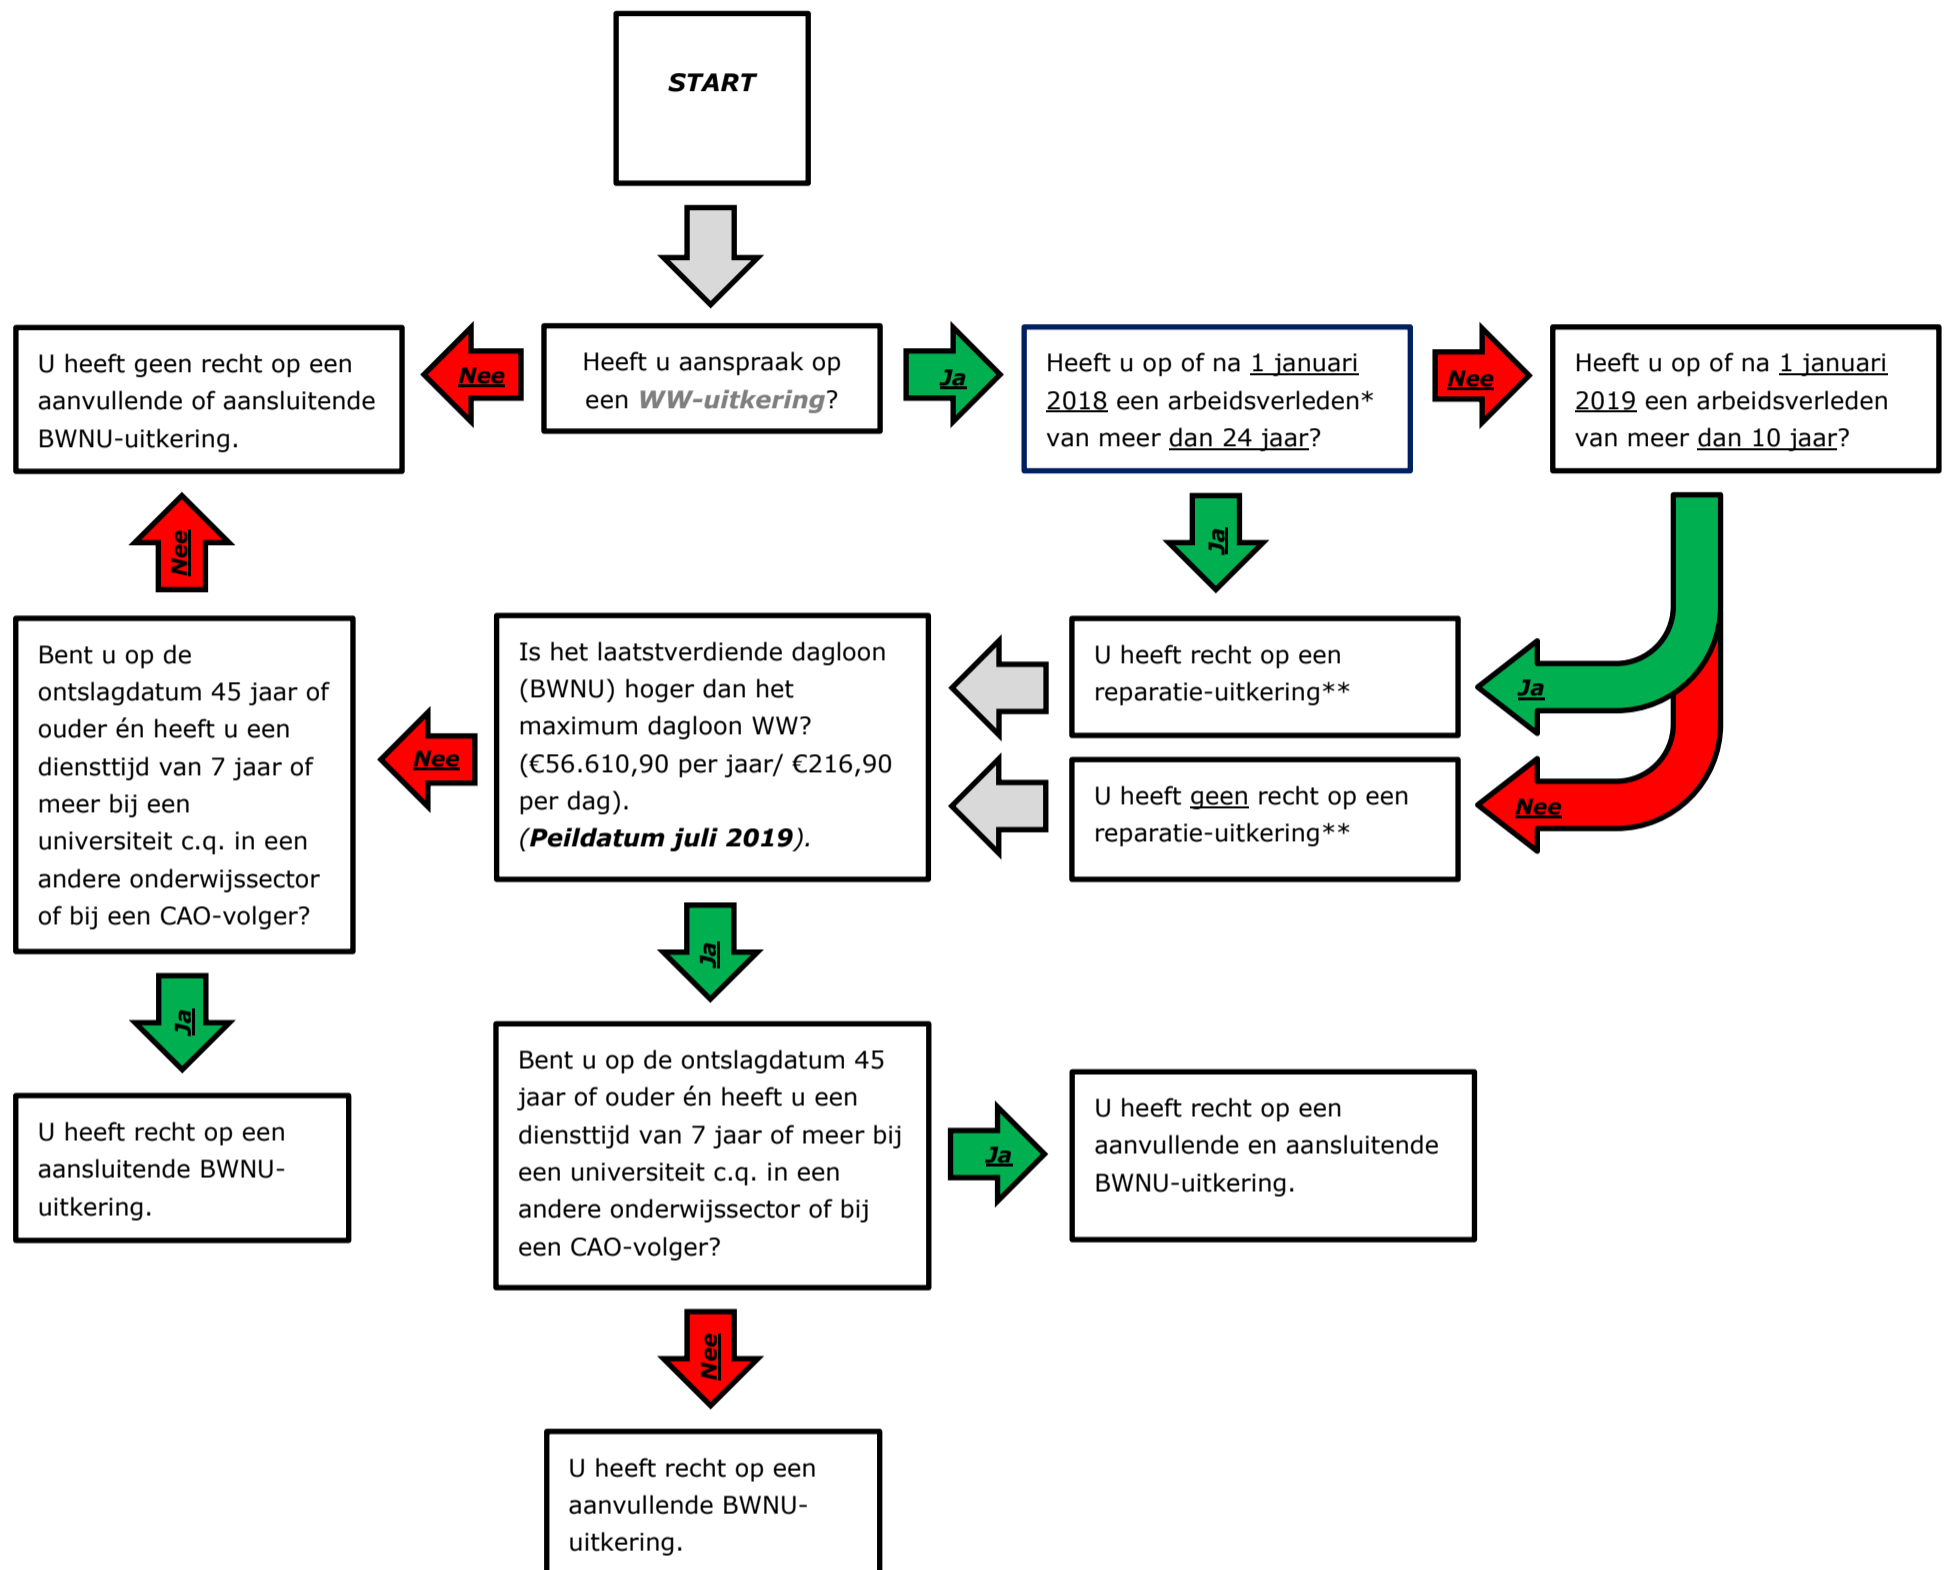 START
U heeft geen recht op een
aanvullende of aansluitende
BWNU-uitkering.
Nee
Heeft u aanspraak op
een WW-uitkering?
Ja
Heeft u op of na 1 januari
2018 een arbeidsverleden*
van meer dan 24 jaar?
Nee
Heeft u op of na 1 januari
2019 een arbeidsverleden
van meer dan 10 jaar?
Nee
Ja
Bent u op de
ontslagdatum 45 jaar of
ouder én heeft u een
diensttijd van 7 jaar of
meer bij een
universiteit c.q. in een
andere onderwijssector
of bij een CAO-volger?
Nee
Is het laatstverdiende dagloon
(BWNU) hoger dan het
maximum dagloon WW?
(€56.610,90 per jaar/ €216,90
per dag).
(Peildatum juli 2019).
U heeft recht op een
reparatie-uitkering**
Ja
U heeft geen recht op een
reparatie-uitkering**
Nee
Ja
Ja
U heeft recht op een
aansluitende BWNU-
uitkering.
Bent u op de ontslagdatum 45
jaar of ouder én heeft u een
diensttijd van 7 jaar of meer bij
een universiteit c.q. in een
andere onderwijssector of bij
een CAO-volger?
Ja
U heeft recht op een
aanvullende en aansluitende
BWNU-uitkering.
Nee
U heeft recht op een
aanvullende BWNU-
uitkering.